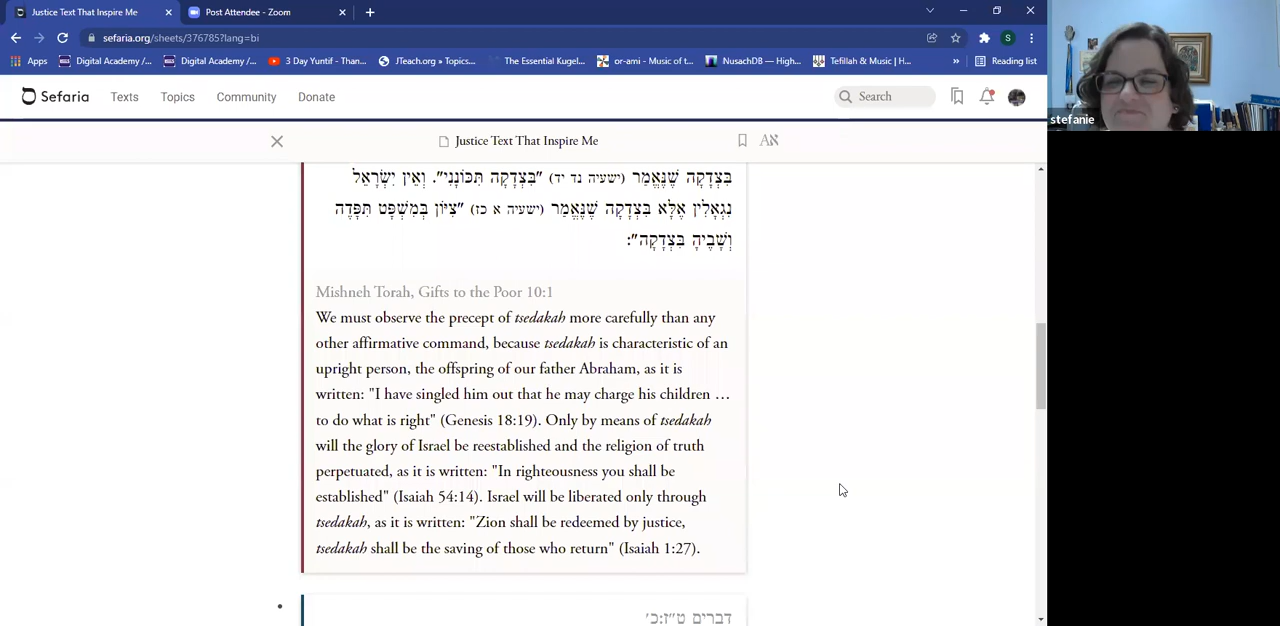 Justice Text That Inspire Me
Post Attendee - Zoom
sefaria.org/sheets/376785?lang=bi
Apps
Digital Academy /...
Digital Academy /...
3 Day Yuntif - Than...
JTeach.org » Topics...
The Essential Kugel...
or-ami - Music of t...
NusachDB — High...
Tefillah & Music | H...
»
Reading list
Sefaria
Texts
Topics
Community
Donate
Search
Justice Text That Inspire Me
Aא
stefanie
בִּצְדָקָה שֶׁנֶּאֱמַר (ישעיה נד יד) "בִּצְדָקָה תִּכּוֹנָנִי". וְאֵין יִשְׂרָאֵל
נִגְאָלִין אֶלָּא בִּצְדָקָה שֶׁנֶּאֱמַר (ישעיה א כז) "צִיּוֹן בְּמִשְׁפָּט תִּפָּדֶה
וְשָׁבֶיהָ בִּצְדָקָה":
Mishneh Torah, Gifts to the Poor 10:1
We must observe the precept of tsedakah more carefully than any
other affirmative command, because tsedakah is characteristic of an
upright person, the offspring of our father Abraham, as it is
written: "I have singled him out that he may charge his children …
to do what is right" (Genesis 18:19). Only by means of tsedakah
will the glory of Israel be reestablished and the religion of truth
perpetuated, as it is written: "In righteousness you shall be
established" (Isaiah 54:14). Israel will be liberated only through
tsedakah, as it is written: "Zion shall be redeemed by justice,
tsedakah shall be the saving of those who return" (Isaiah 1:27).
דברים ט״ז:כ׳